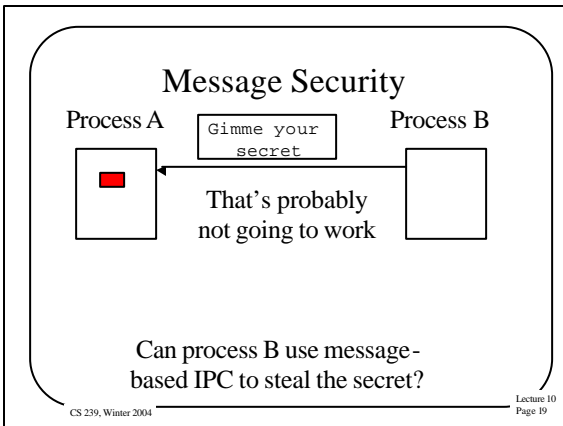 Message Security
Process A
Gimme your
secret
Process B
That's probably
not going to work
Can process B use message-
based IPC to steal the secret?
CS 239, Winter 2004
Lecture 10
Page 19